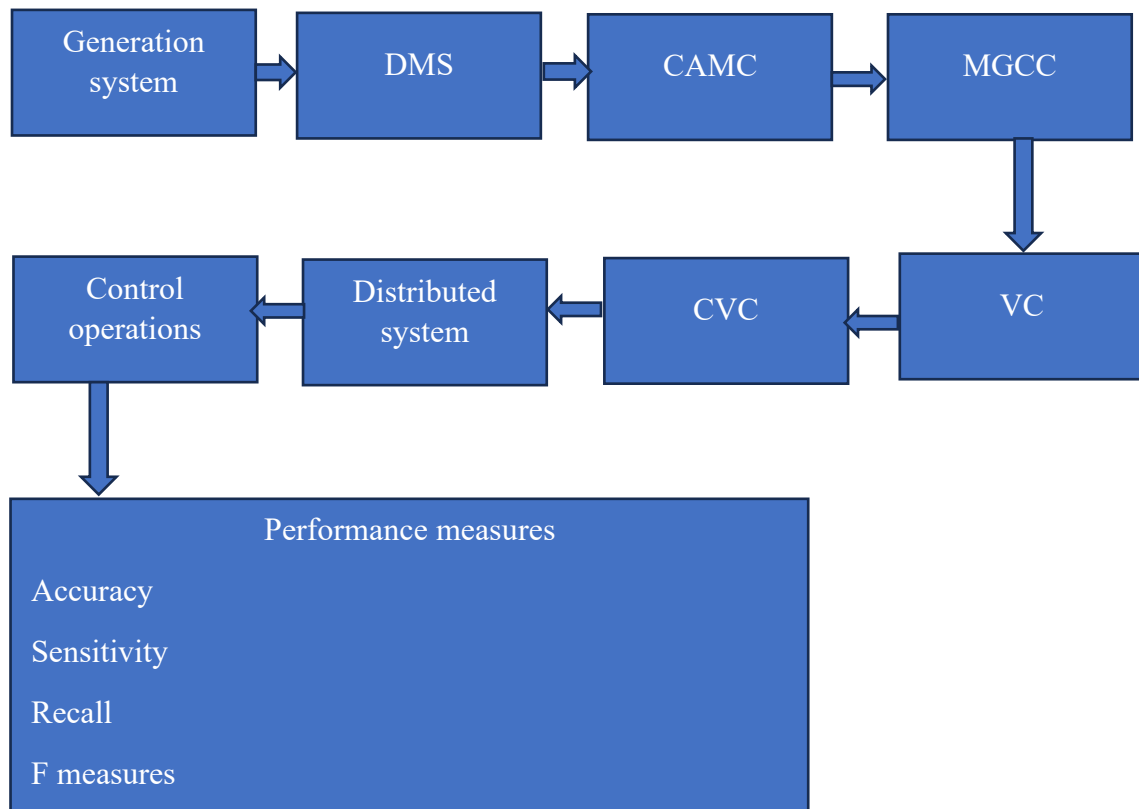 Generation
system
DMS
CAMC
MGCC
Control
operations
Distributed
system
CVC
VC
Performance measures
Accuracy
Sensitivity
Recall
F measures